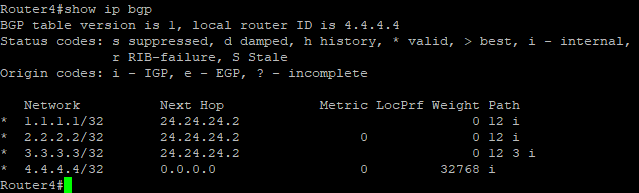 Router4#show ip bgp
BGP table version is 1, local router ID is 4.4.4.4
Status codes: s suppressed, d damped, h history, * valid, > best, i - internal,
              r RIB-failure, S Stale
Origin codes: i - IGP, e - EGP, ? - incomplete

   Network          Next Hop            Metric LocPrf Weight Path
*  1.1.1.1/32       24.24.24.2                             0 12 i
*  2.2.2.2/32       24.24.24.2               0             0 12 i
*  3.3.3.3/32       24.24.24.2                             0 12 3 i
*  4.4.4.4/32       0.0.0.0                  0         32768 i
Router4#